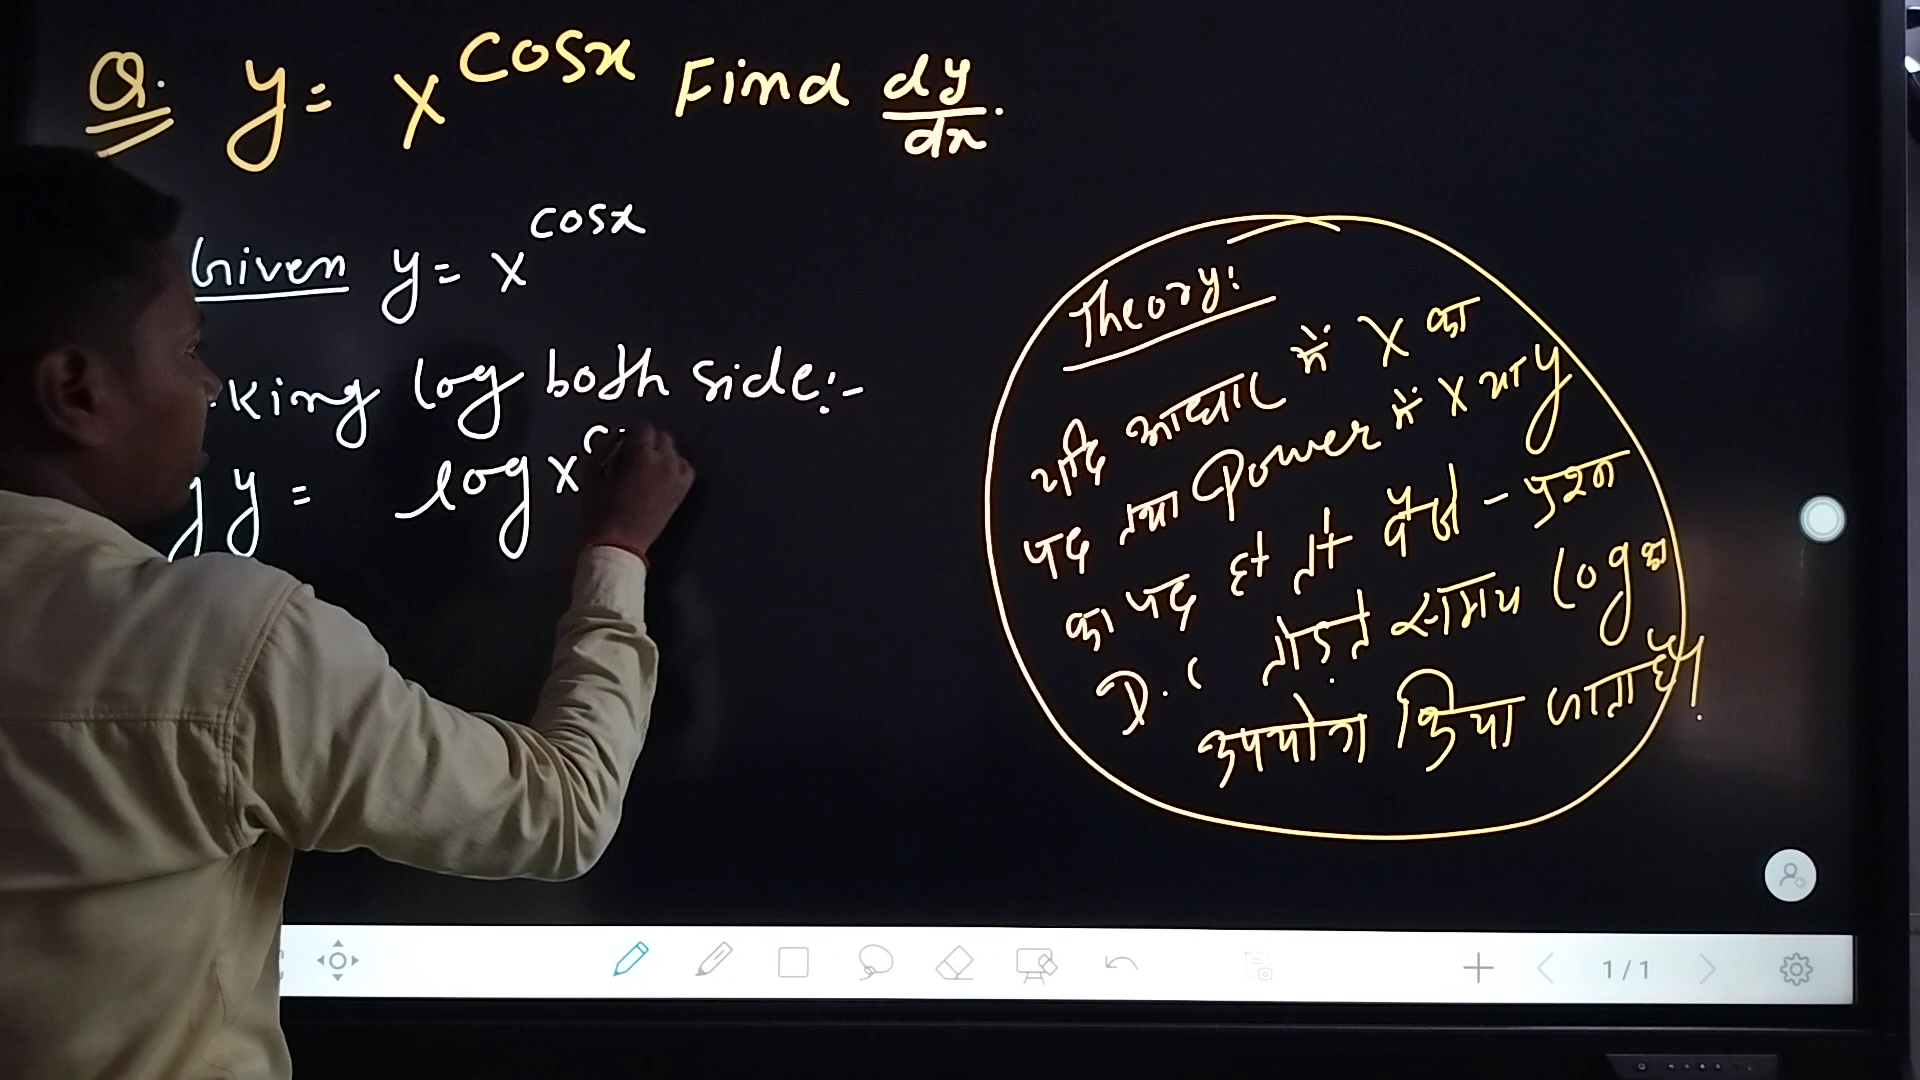 Q. y = x^cosx Find dy/dx.
Given y = x^cosx
king log both side:-
y = log x^c
Theory:
यदि आधार में X का
पद तथा Power में X या y
का पद हो तो वैसे - प्रश्न
D.C तोड़ते समय log का
उपयोग किया जाता है।
1/1